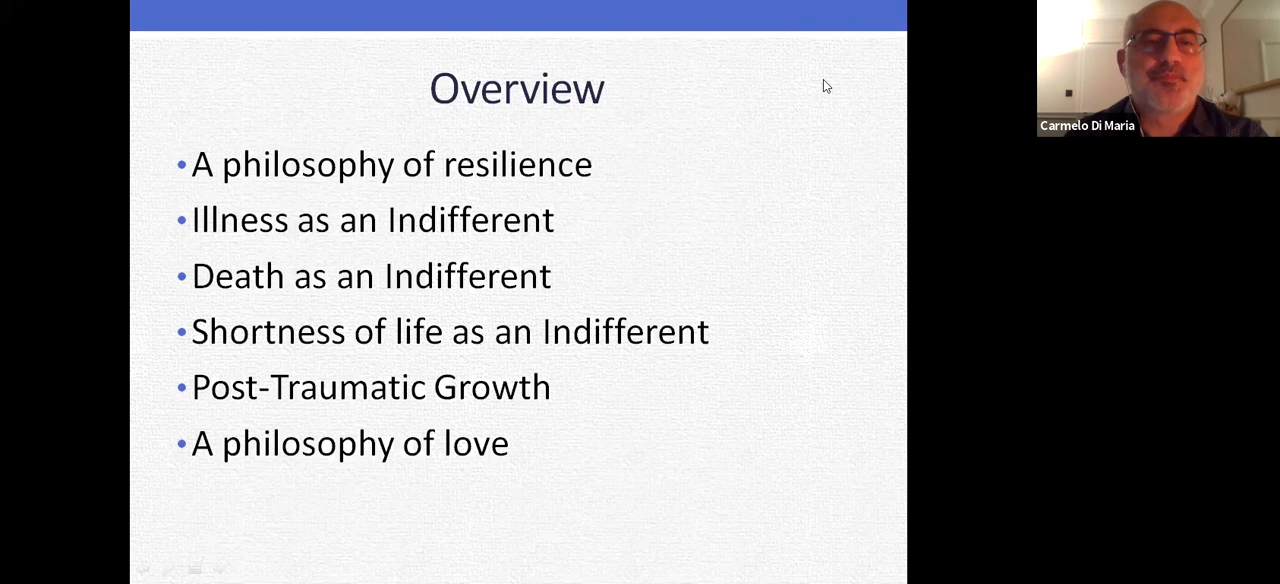 Overview
•A philosophy of resilience
•Illness as an Indifferent
•Death as an Indifferent
•Shortness of life as an Indifferent
•Post-Traumatic Growth
•A philosophy of love
Carmelo Di Maria